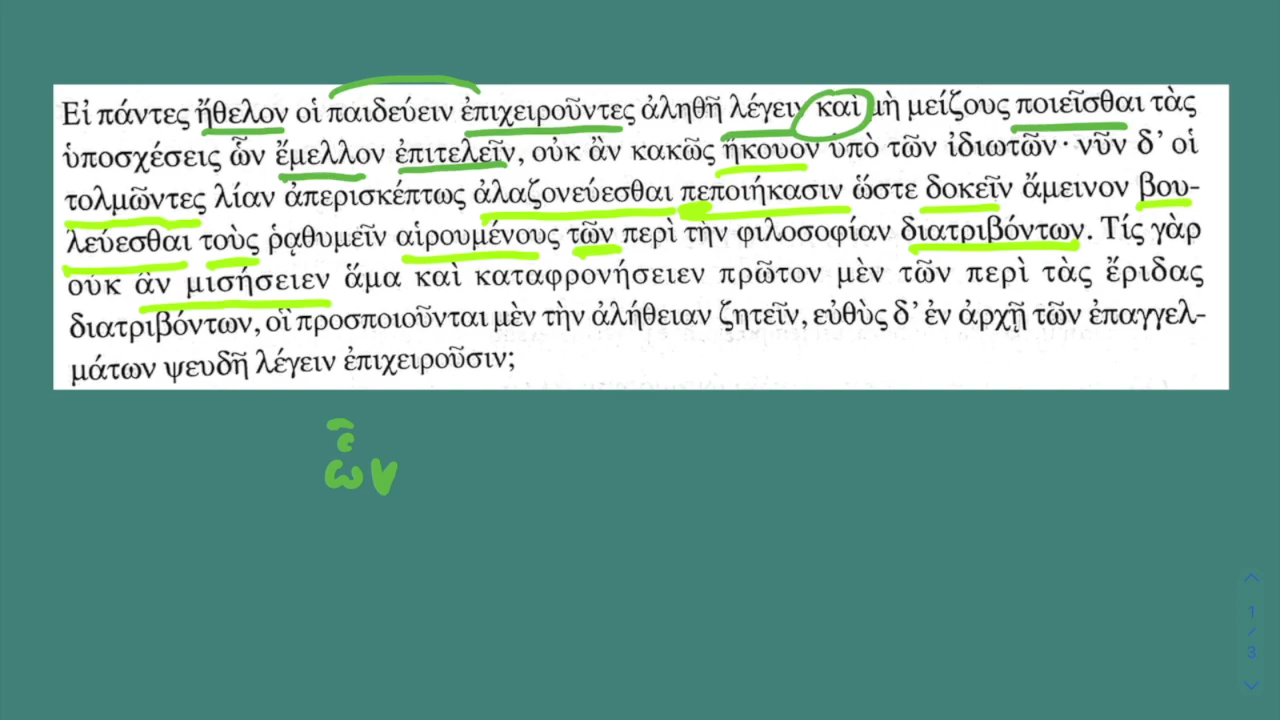 Εἰ πάντες ἤθελον οἱ παιδεύειν ἐπιχειροῦντες ἀληθῆ λέγειν καὶ μὴ μείζους ποιεῖσθαι τὰς
ὑποσχέσεις ὧν ἔμελλον ἐπιτελεῖν, οὐκ ἂν κακῶς ἤκουον ὑπὸ τῶν ἰδιωτῶν· νῦν δ’ οἱ
τολμῶντες λίαν ἀπερισκέπτως ἀλαζονεύεσθαι πεποιήκασιν ὥστε δοκεῖν ἄμεινον βου-
λεύεσθαι τοὺς ῥᾳθυμεῖν αἱρουμένους τῶν περὶ τὴν φιλοσοφίαν διατριβόντων. Τίς γὰρ
οὐκ ἂν μισήσειεν ἅμα καὶ καταφρονήσειεν πρῶτον μὲν τῶν περὶ τὰς ἔριδας
διατριβόντων, οἳ προσποιοῦνται μὲν τὴν ἀλήθειαν ζητεῖν, εὐθὺς δ’ ἐν ἀρχῇ τῶν ἐπαγγελ-
μάτων ψευδῆ λέγειν ἐπιχειροῦσιν;
ὧν
1
/
3